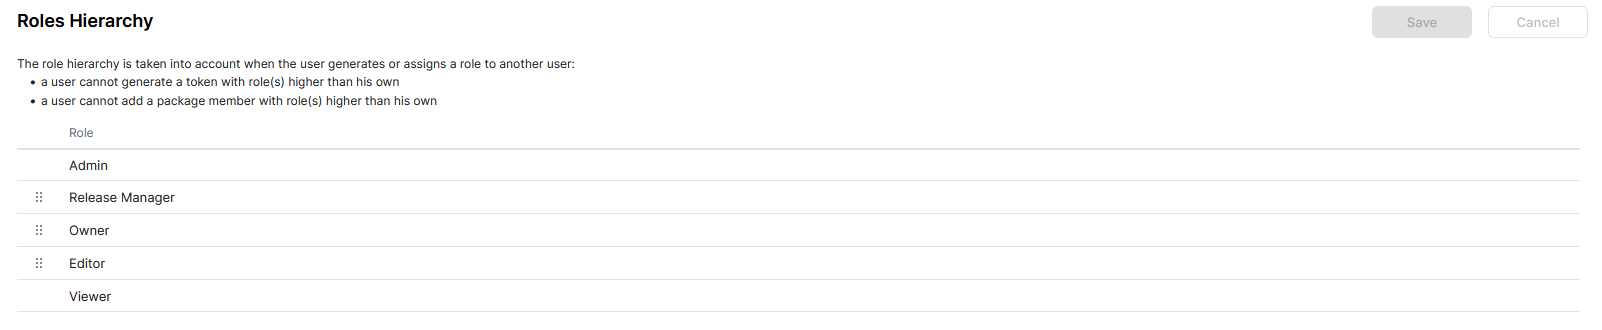 Roles Hierarchy
Save
Cancel
The role hierarchy is taken into account when the user generates or assigns a role to another user:
• a user cannot generate a token with role(s) higher than his own
• a user cannot add a package member with role(s) higher than his own
Role
Admin
Release Manager
Owner
Editor
Viewer